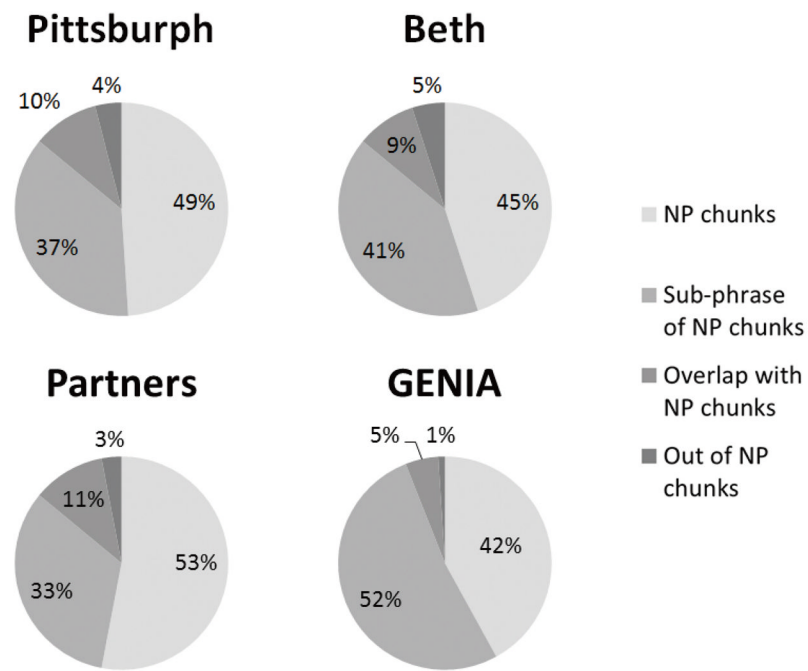 Pittsburph
4%
10%
49%
37%
Beth
5%
9%
45%
41%
Partners
3%
11%
53%
33%
GENIA
5%
1%
42%
52%
NP chunks
Sub-phrase
of NP chunks
Overlap with
NP chunks
Out of NP
chunks